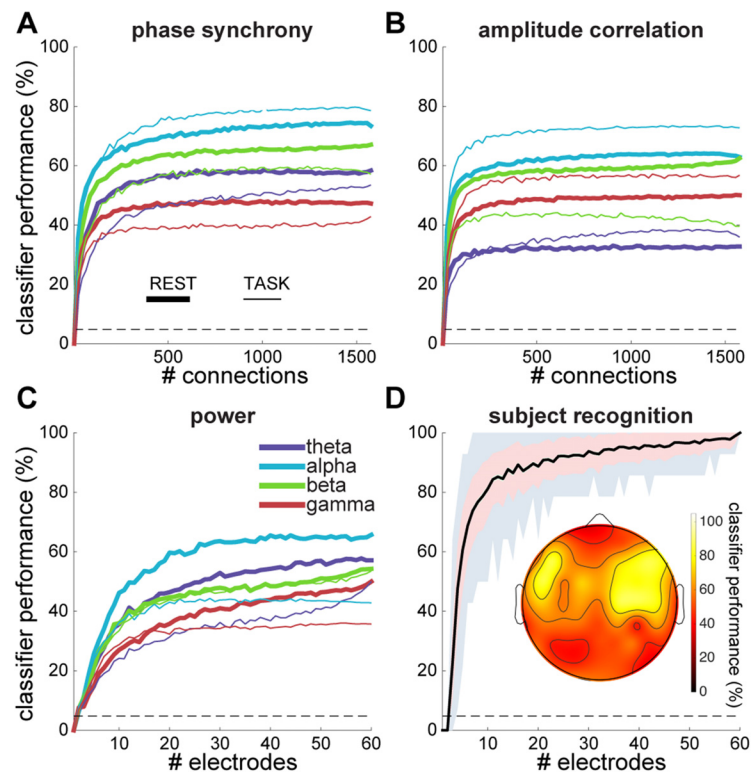 A phase synchrony
B amplitude correlation
classifier performance (%)
100
80
60
40
20
0
REST TASK
500 1000 1500
# connections
100
80
60
40
20
0
500 1000 1500
# connections
C power
D subject recognition
classifier performance (%)
100
80
60
40
20
0
theta
alpha
beta
gamma
10 20 30 40 50 60
# electrodes
100
80
60
40
20
0
classifier performance (%)
100
80
60
40
20
0
10 20 30 40 50 60
# electrodes